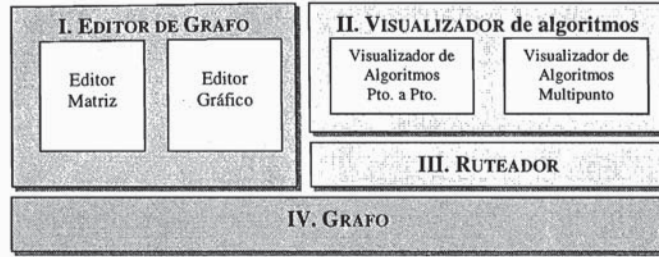 I. EDITOR DE GRAFO
Editor
Matriz
Editor
Gráfico
II. VISUALIZADOR de algoritmos
Visualizador de
Algoritmos
Pto. a Pto.
Visualizador de
Algoritmos
Multipunto
III. RUTEADOR
IV. GRAFO